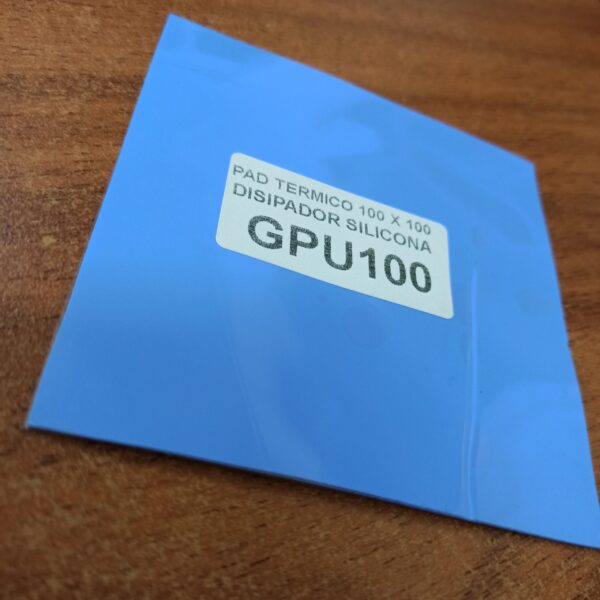 PAD TERMICO 100 X 100
DISIPADOR SILICONA
GPU100